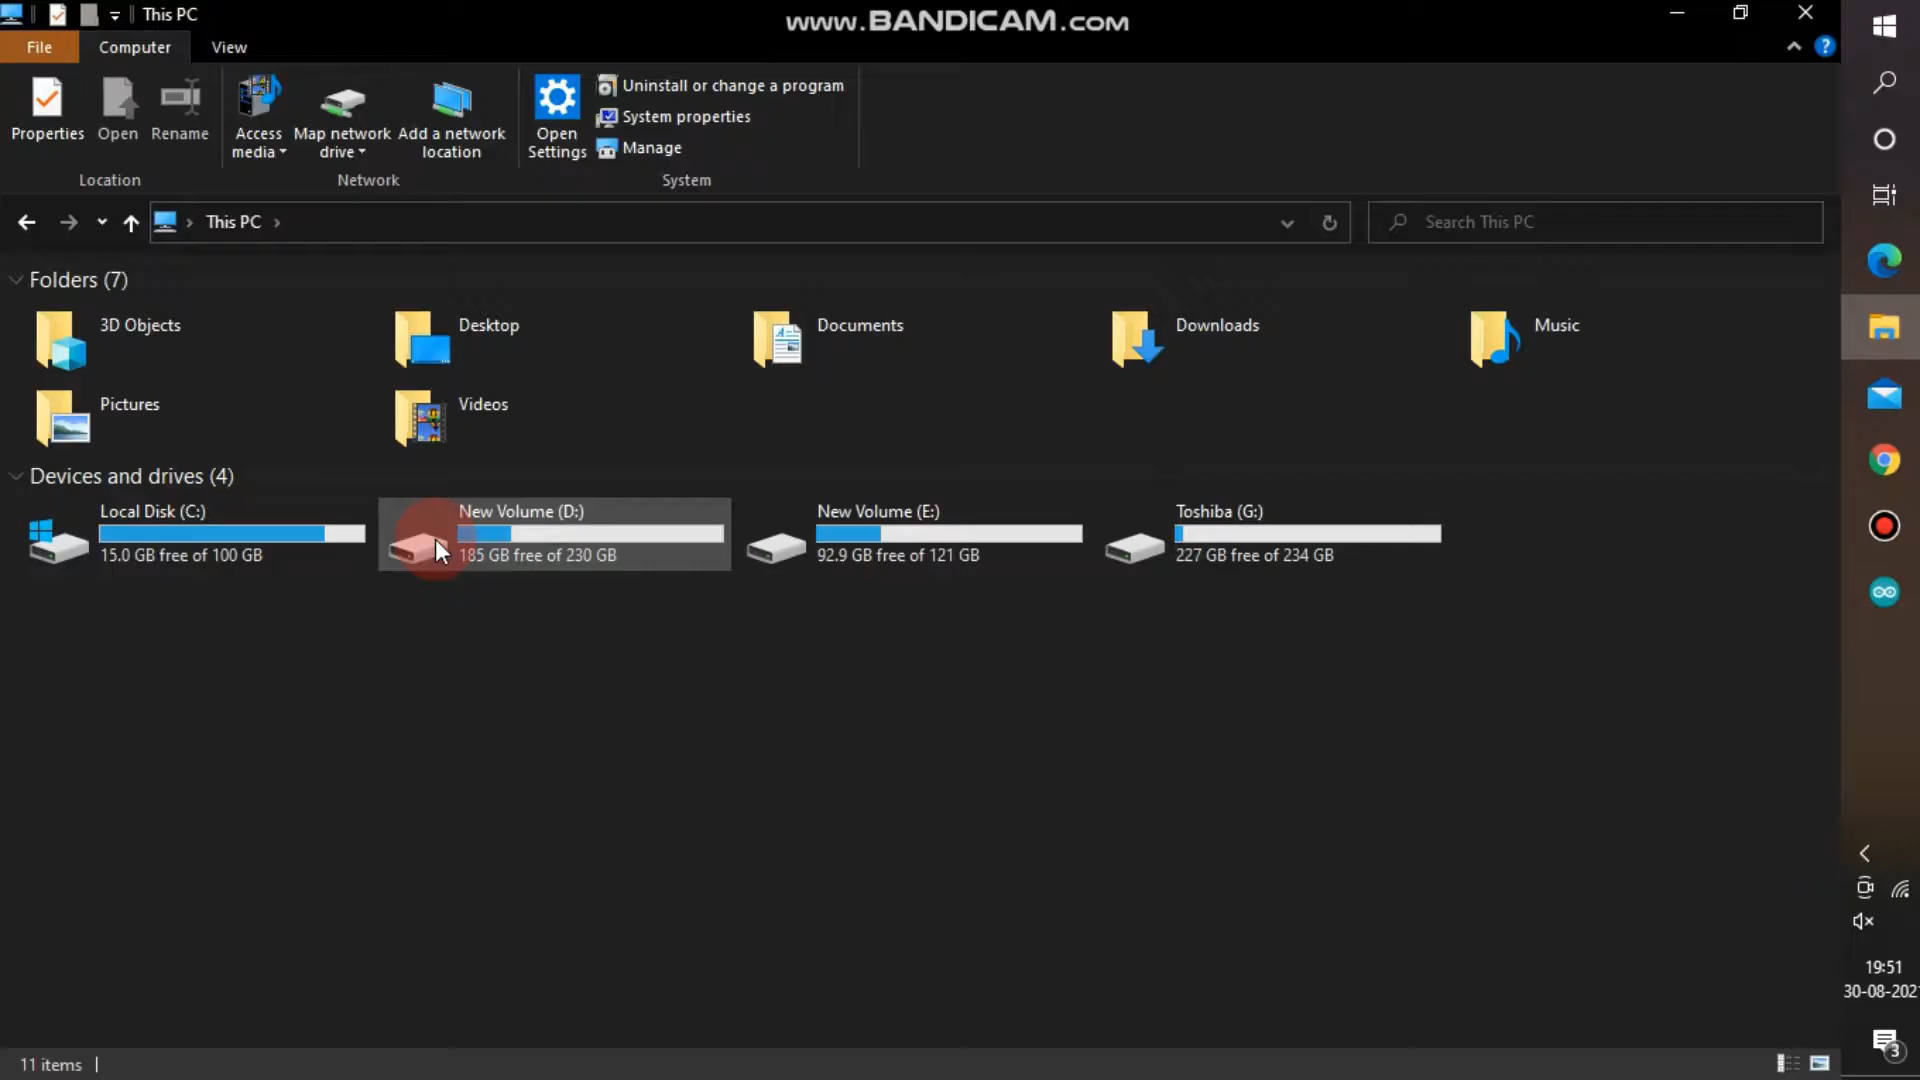 This PC
www.BANDICAM.com
File
Computer
View
?
Properties
Open
Rename
Access media
Map network drive
Add a network location
Open Settings
Uninstall or change a program
System properties
Manage
Location
Network
System
This PC
Search This PC
Folders (7)
3D Objects
Desktop
Documents
Downloads
Music
Pictures
Videos
Devices and drives (4)
Local Disk (C:)
15.0 GB free of 100 GB
New Volume (D:)
185 GB free of 230 GB
New Volume (E:)
92.9 GB free of 121 GB
Toshiba (G:)
227 GB free of 234 GB
19:51
30-08-202
3
11 items